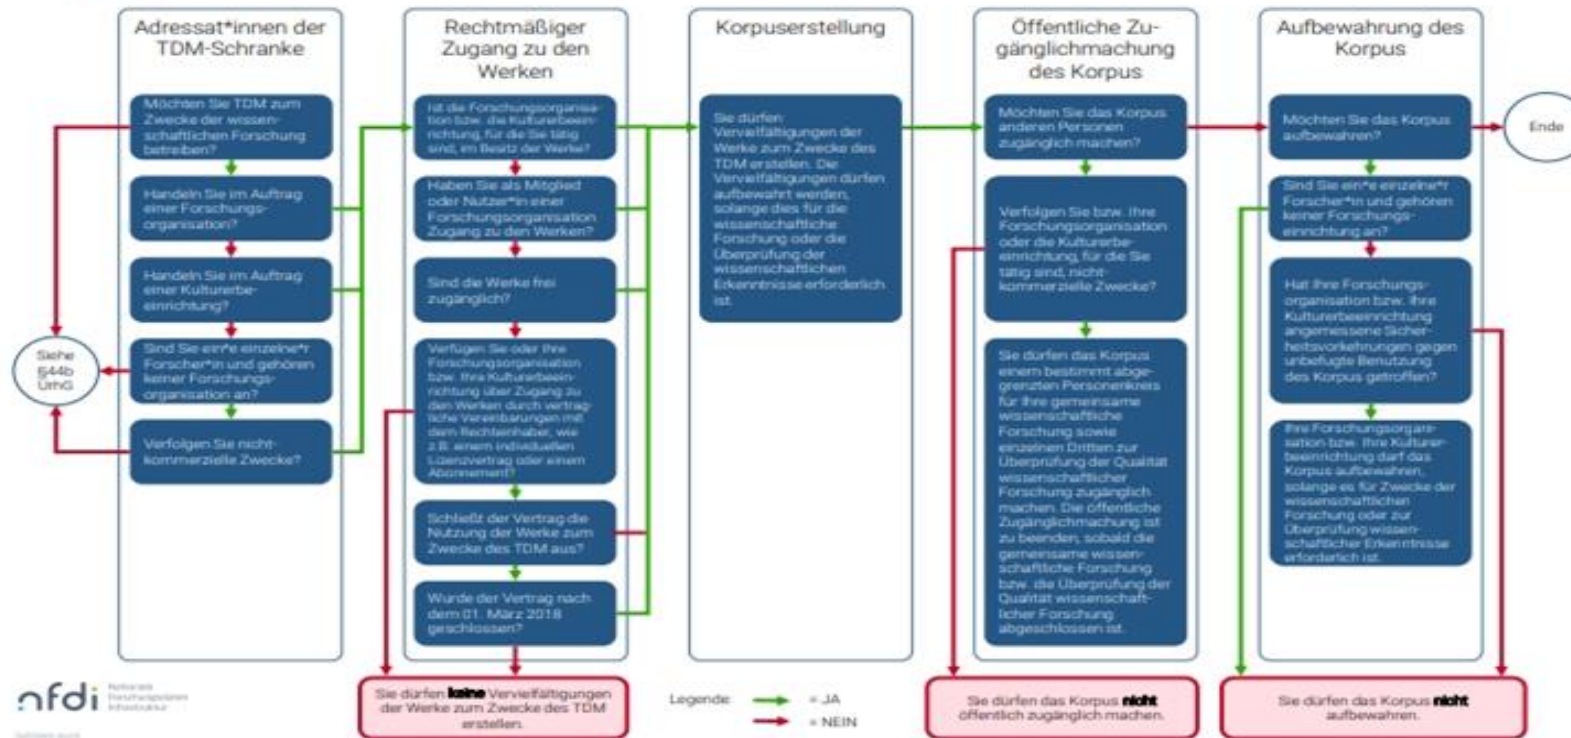 Adressat*innen der
TDM-Schranke
Möchten Sie TDM zum
Zwecke der wissen-
schaftlichen Forschung
betreiben?
Handeln Sie im Auftrag
einer Forschungs-
organisation?
Handeln Sie im Auftrag
einer Kulturerbe-
einrichtung?
Sind Sie ein*e einzelne*r
Forscher*in und gehören
keiner Forschungs-
organisation an?
Verfolgen Sie nicht-
kommerzielle Zwecke?
Siehe
§44b
UrhG
Rechtmäßiger
Zugang zu den
Werken
Ist die Forschungsorganisa-
tion bzw. die Kulturerbeein-
richtung, für die Sie tätig
sind, im Besitz der Werke?
Haben Sie als Mitglied
oder Nutzer*in einer
Forschungsorganisation
Zugang zu den Werken?
Sind die Werke frei
zugänglich?
Verfügen Sie oder Ihre
Forschungsorganisation
bzw. Ihre Kulturerbeein-
richtung über Zugang zu
den Werken durch vertrag-
liche Vereinbarungen mit
dem Rechteinhaber, wie
z.B. einem individuellen
Lizenzvertrag oder einem
Abonnement?
Schließt der Vertrag die
Nutzung der Werke zum
Zwecke des TDM aus?
Wurde der Vertrag nach
dem 01. März 2018
geschlossen?
Sie dürfen keine Vervielfältigungen
der Werke zum Zwecke des TDM
erstellen.
Korpuserstellung
Sie dürfen
Vervielfältigungen der
Werke zum Zwecke des
TDM erstellen. Die
Vervielfältigungen dürfen
aufbewahrt werden,
solange dies für die
wissenschaftliche
Forschung oder die
Überprüfung der
wissenschaftlichen
Erkenntnisse erforderlich
ist.
Öffentliche Zu-
gänglichmachung
des Korpus
Möchten Sie das Korpus
anderen Personen
zugänglich machen?
Verfolgen Sie bzw. Ihre
Forschungsorganisation
oder die Kulturerbe-
einrichtung, für die Sie
tätig sind, nicht-
kommerzielle Zwecke?
Sie dürfen das Korpus
einem bestimmt abge-
grenzten Personenkreis
für Ihre gemeinsame
wissenschaftliche
Forschung sowie
einzelnen Dritten zur
Überprüfung der Qualität
wissenschaftlicher
Forschung zugänglich
machen. Die öffentliche
Zugänglichmachung ist
zu beenden, sobald die
gemeinsame wissen-
schaftliche Forschung
bzw. die Überprüfung der
Qualität wissenschaft-
licher Forschung
abgeschlossen ist.
Sie dürfen das Korpus nicht
öffentlich zugänglich machen.
Aufbewahrung des
Korpus
Möchten Sie das Korpus
aufbewahren?
Sind Sie ein*e einzelne*r
Forscher*in und gehören
keiner Forschungs-
einrichtung an?
Hat Ihre Forschungs-
organisation bzw. Ihre
Kulturerbeeinrichtung
angemessene Sicher-
heitsvorkehrungen gegen
unbefugte Benutzung
des Korpus getroffen?
Ihre Forschungsorgani-
sation bzw. Ihre Kulturer-
beeinrichtung darf das
Korpus aufbewahren,
solange es für Zwecke der
wissenschaftlichen
Forschung oder zur
Überprüfung wissen-
schaftlicher Erkenntnisse
erforderlich ist.
Sie dürfen das Korpus nicht
aufbewahren.
Ende
Legende:
= JA
= NEIN
nfdi
Nationale
Forschungsdaten
Infrastruktur